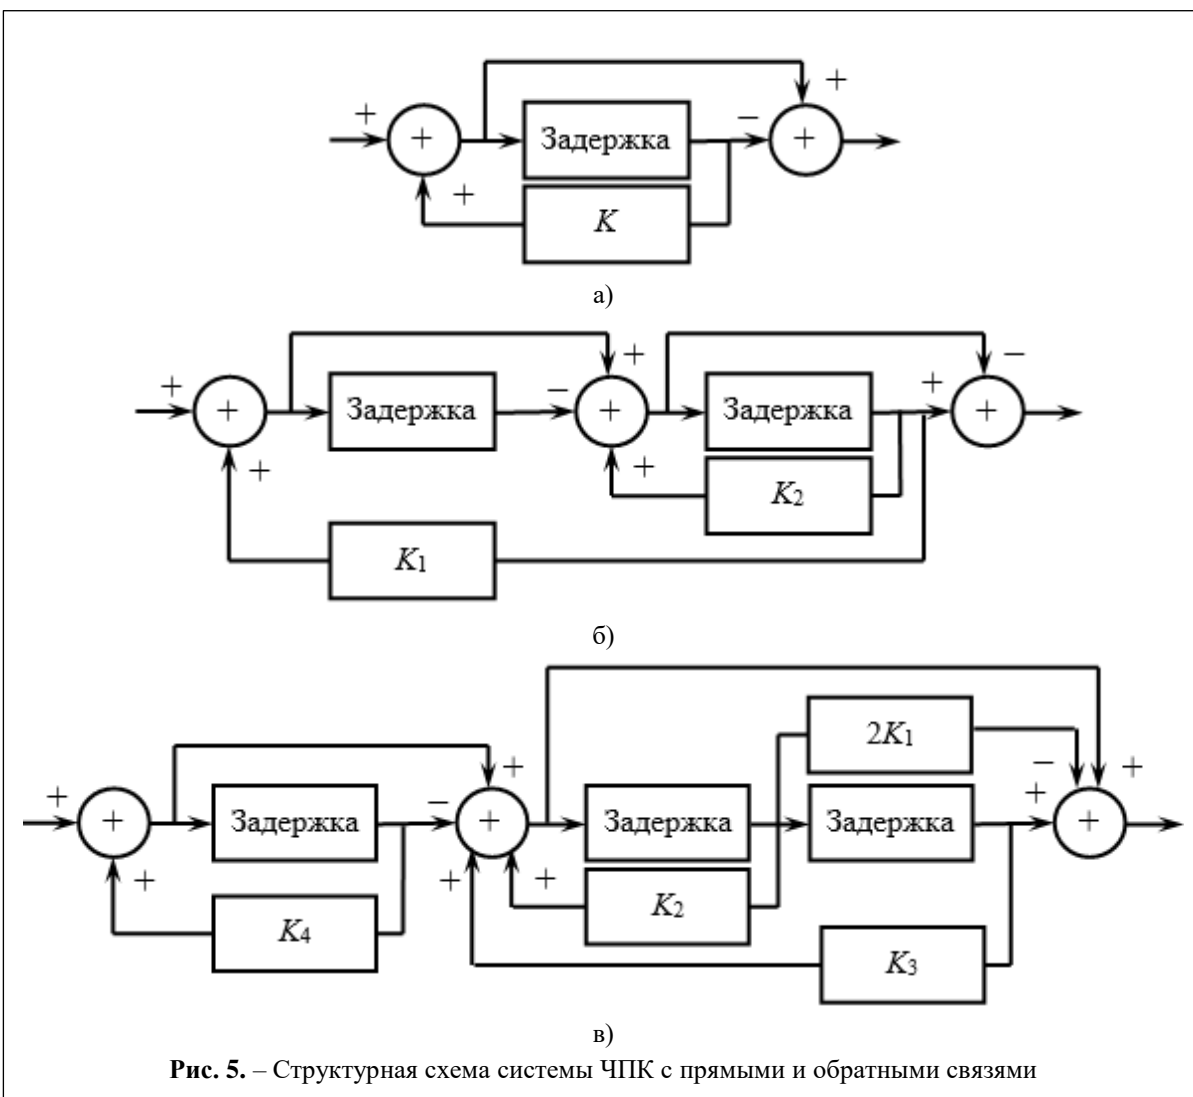 + + − +
+ Задержка +
+ K
а)
+ + − + + −
+ Задержка + Задержка +
+ + K2
K1
б)
2K1
+ + − − + +
+ Задержка + Задержка Задержка +
+ + +
K4 K2 K3
в)
Рис. 5. – Структурная схема системы ЧПК с прямыми и обратными связями